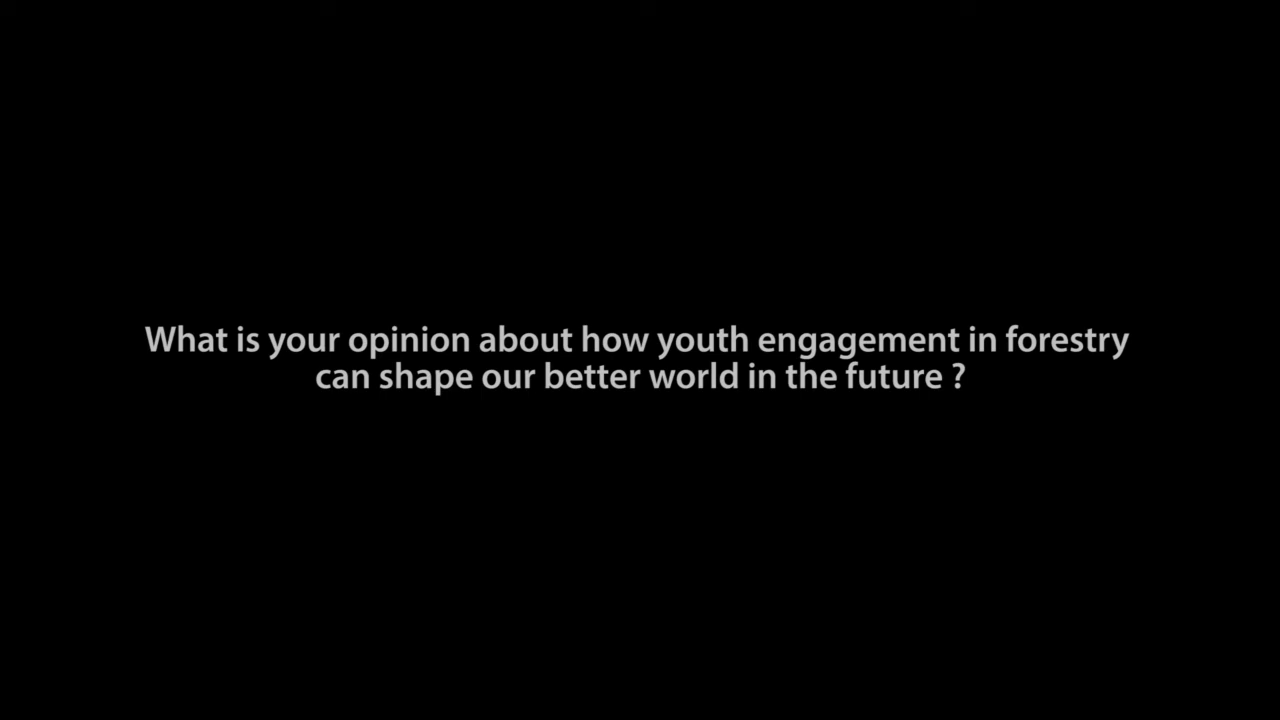 What is your opinion about how youth engagement in forestry
can shape our better world in the future ?